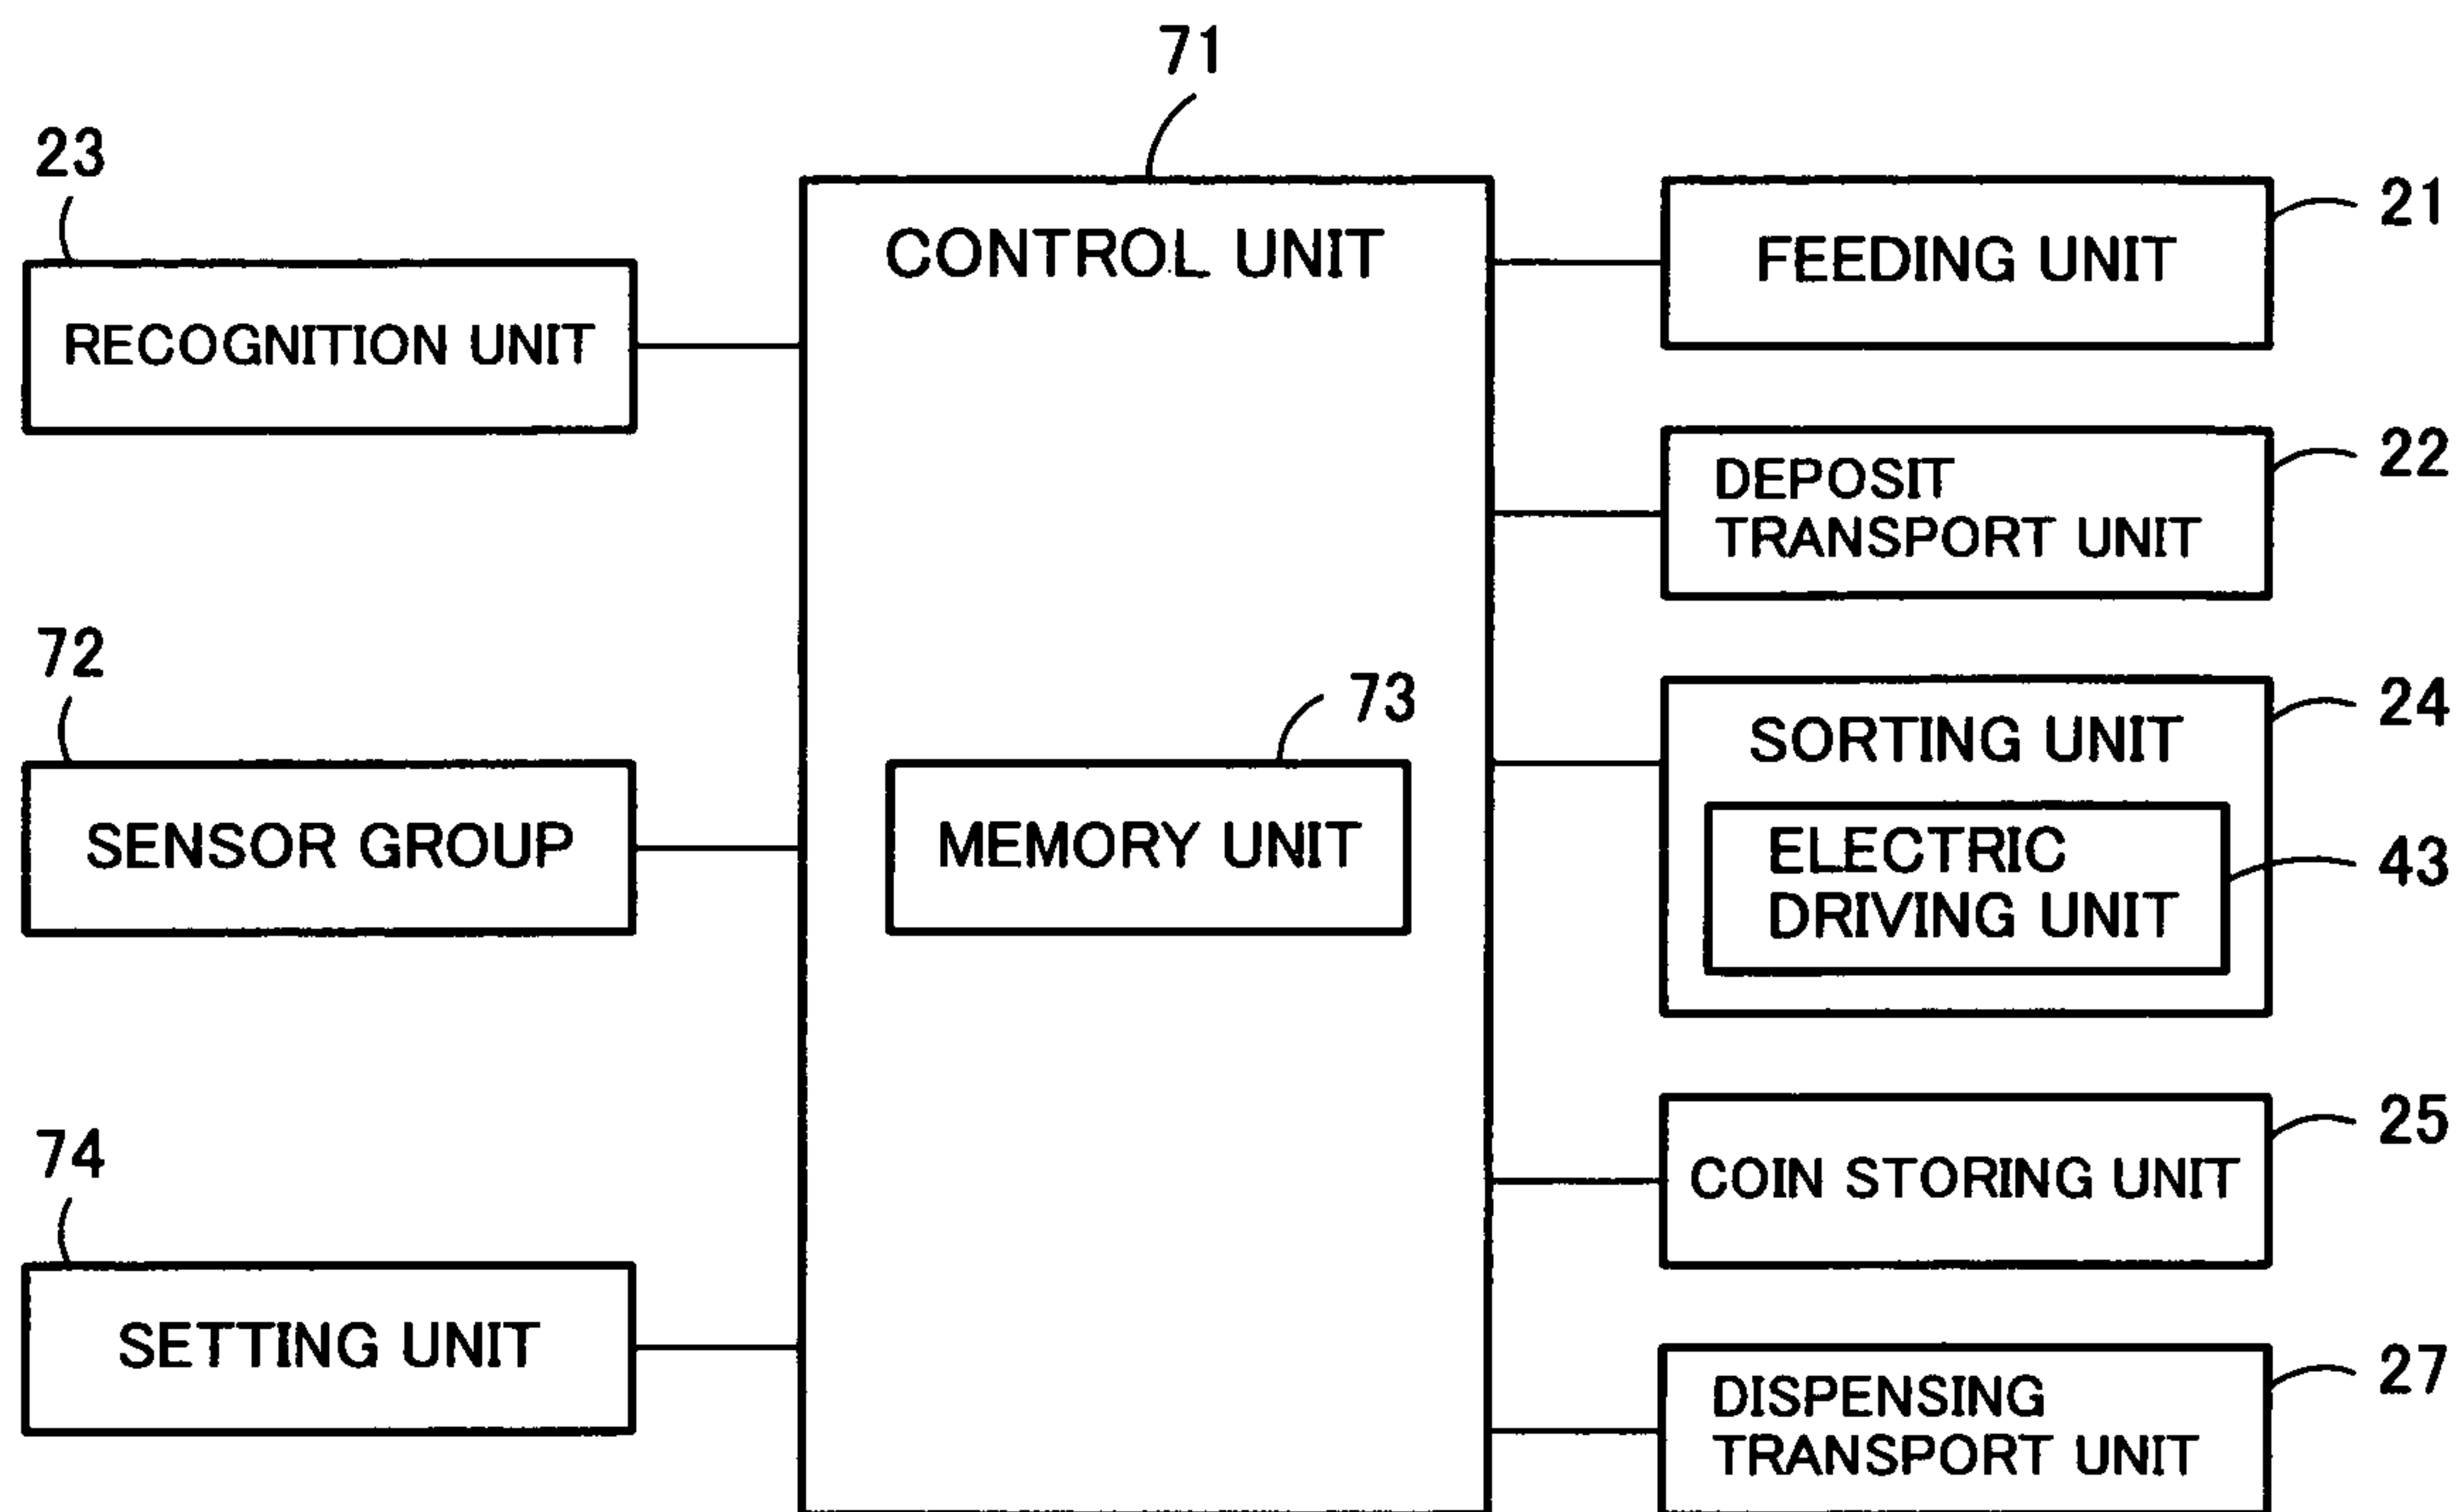 71
23
CONTROL UNIT
RECOGNITION UNIT
72
SENSOR GROUP
73
MEMORY UNIT
74
SETTING UNIT
21
FEEDING UNIT
22
DEPOSIT
TRANSPORT UNIT
24
SORTING UNIT
43
ELECTRIC
DRIVING UNIT
25
COIN STORING UNIT
27
DISPENSING
TRANSPORT UNIT